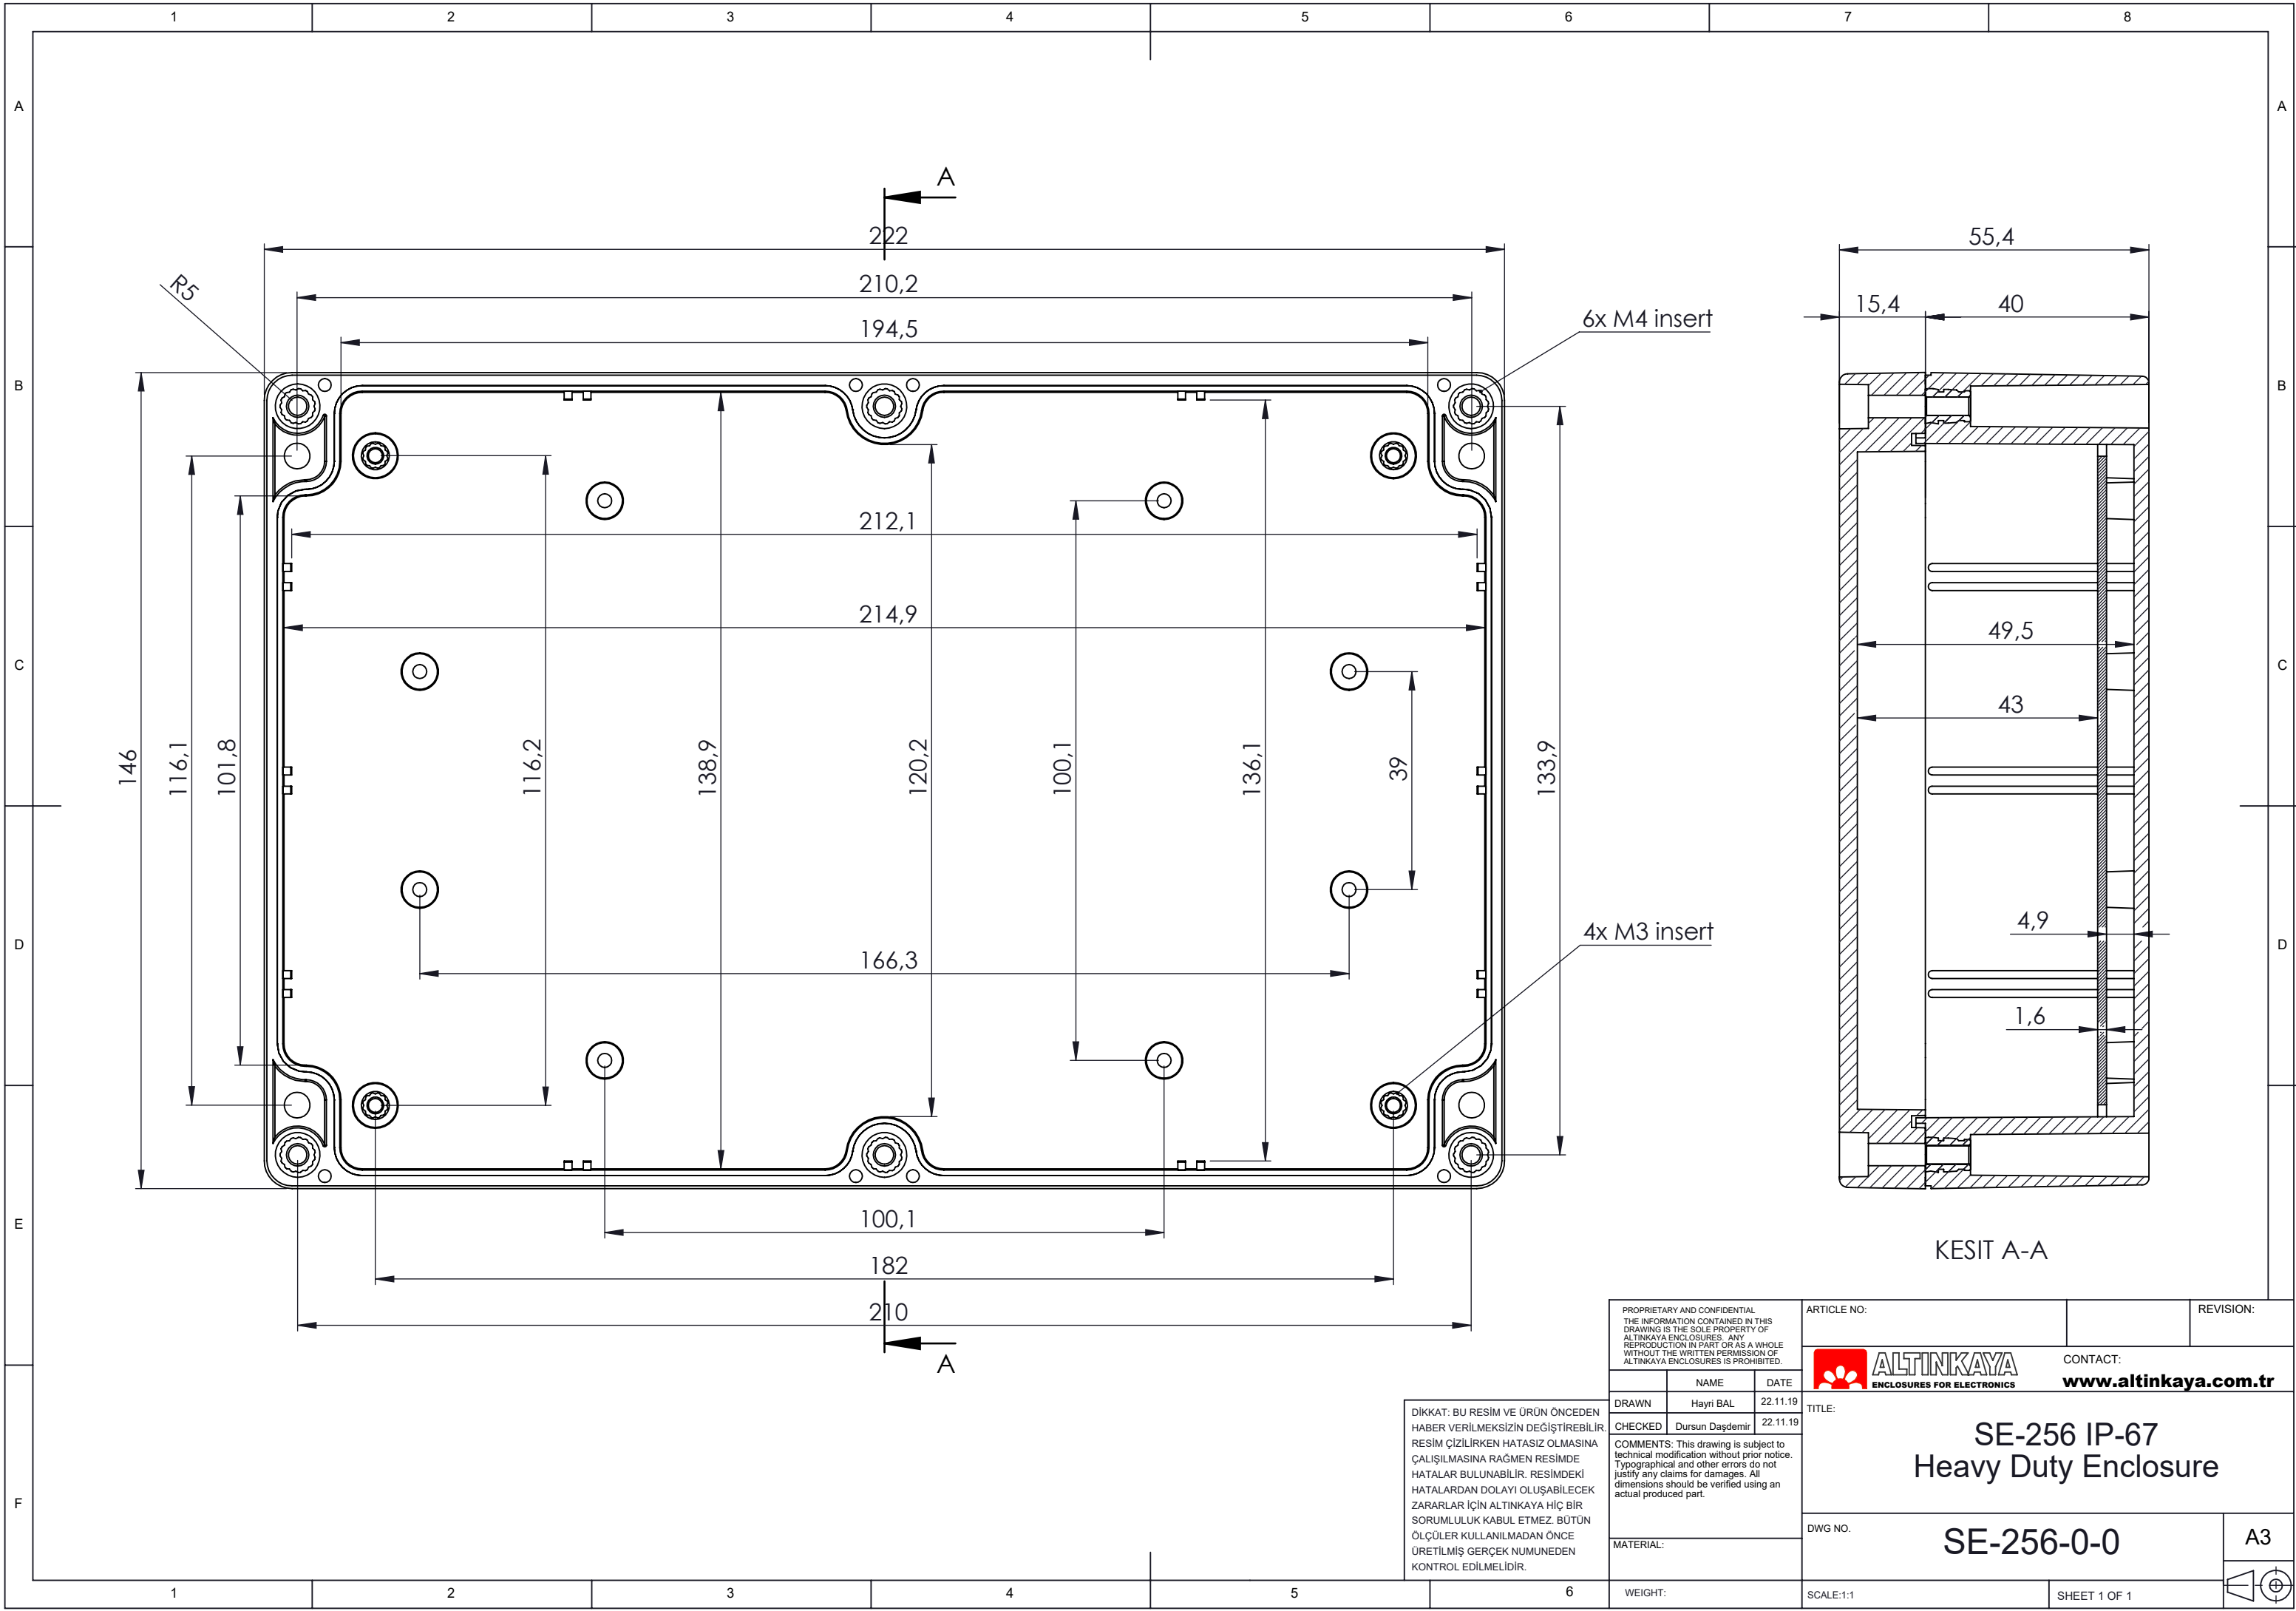 1 2 3 4 5 6 7 8
A A
A
222
55,4
R5
210,2
15,4 40
6x M4 insert
194,5
B B
212,1
214,9
49,5
C C
43
146
116,1
101,8
116,2
138,9
120,2
100,1
136,1
39
133,9
4,9
4x M3 insert
D D
166,3
1,6
100,1
E E
KESIT A-A
182
210
A
F
DİKKAT: BU RESİM VE ÜRÜN ÖNCEDEN
HABER VERİLMEKSİZİN DEĞİŞTİREBİLİR.
RESİM ÇİZİLİRKEN HATASIZ OLMASINA
ÇALIŞILMASINA RAĞMEN RESİMDE
HATALAR BULUNABİLİR. RESİMDEKİ
HATALARDAN DOLAYI OLUŞABİLECEK
ZARARLAR İÇİN ALTINKAYA HİÇ BİR
SORUMLULUK KABUL ETMEZ. BÜTÜN
ÖLÇÜLER KULLANILMADAN ÖNCE
ÜRETİLMİŞ GERÇEK NUMUNEDEN
KONTROL EDİLMELİDİR.
PROPRIETARY AND CONFIDENTIAL
THE INFORMATION CONTAINED IN THIS
DRAWING IS THE SOLE PROPERTY OF
ALTINKAYA ENCLOSURES. ANY
REPRODUCTION IN PART OR AS A WHOLE
WITHOUT THE WRITTEN PERMISSION OF
ALTINKAYA ENCLOSURES IS PROHIBITED.
NAME DATE
DRAWN Hayri BAL 22.11.19
CHECKED Dursun Daşdemir 22.11.19
COMMENTS: This drawing is subject to
technical modification without prior notice.
Typographical and other errors do not
justify any claims for damages. All
dimensions should be verified using an
actual produced part.
MATERIAL:
WEIGHT:
ARTICLE NO: REVISION:
ALTINKAYA
ENCLOSURES FOR ELECTRONICS
CONTACT:
www.altinkaya.com.tr
TITLE:
SE-256 IP-67
Heavy Duty Enclosure
DWG NO.
SE-256-0-0
A3
SCALE:1:1
SHEET 1 OF 1
1 2 3 4 5 6